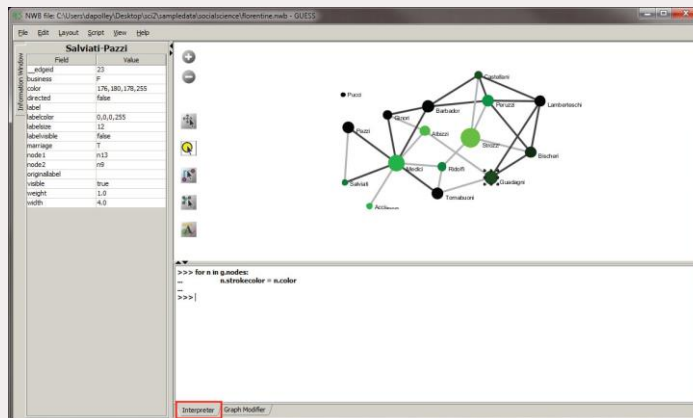 NWB file: C:\Users\dapolley\Desktop\sci2\sampledata\socialscience\florentine.nwb - GUESS
File Edit Layout Script View Help
Information Window
Salviati-Pazzi
Field Value
__edgeid 23
business F
color 176,180,178,255
directed false
label
labelcolor 0,0,0,255
labelsize 12
labelvisible false
marriage T
node1 n13
node2 n9
originallabel
visible true
weight 1.0
width 4.0
Castellani
Pucci
Peruzzi
Lamberteschi
Barbadori
Ginori
Pazzi
Albizzi
Strozzi
Bischeri
Medici
Ridolfi
Guadagni
Salviati
Tornabuoni
>>> for n in g.nodes:
... n.strokecolor = n.color
...
>>>
Interpreter Graph Modifier